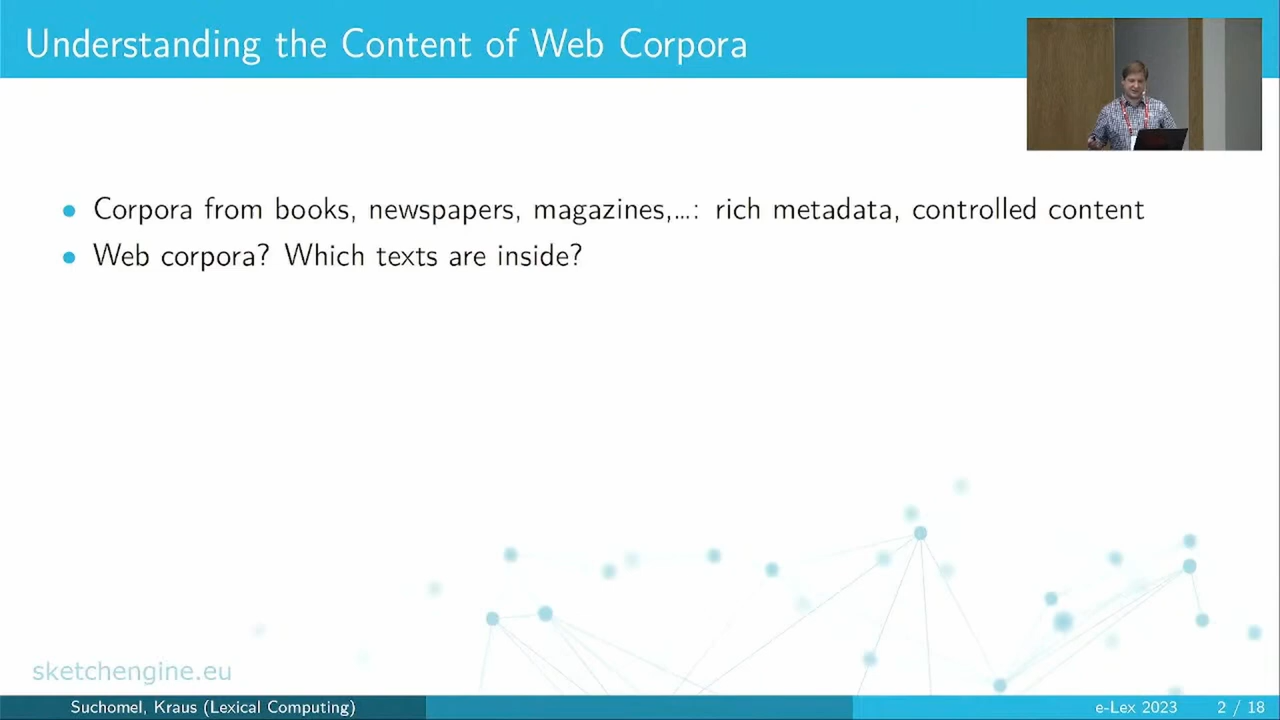 Understanding the Content of Web Corpora
Corpora from books, newspapers, magazines,...: rich metadata, controlled content
Web corpora? Which texts are inside?
sketchengine.eu
Suchomel, Kraus (Lexical Computing)
e-Lex 2023
2 / 18